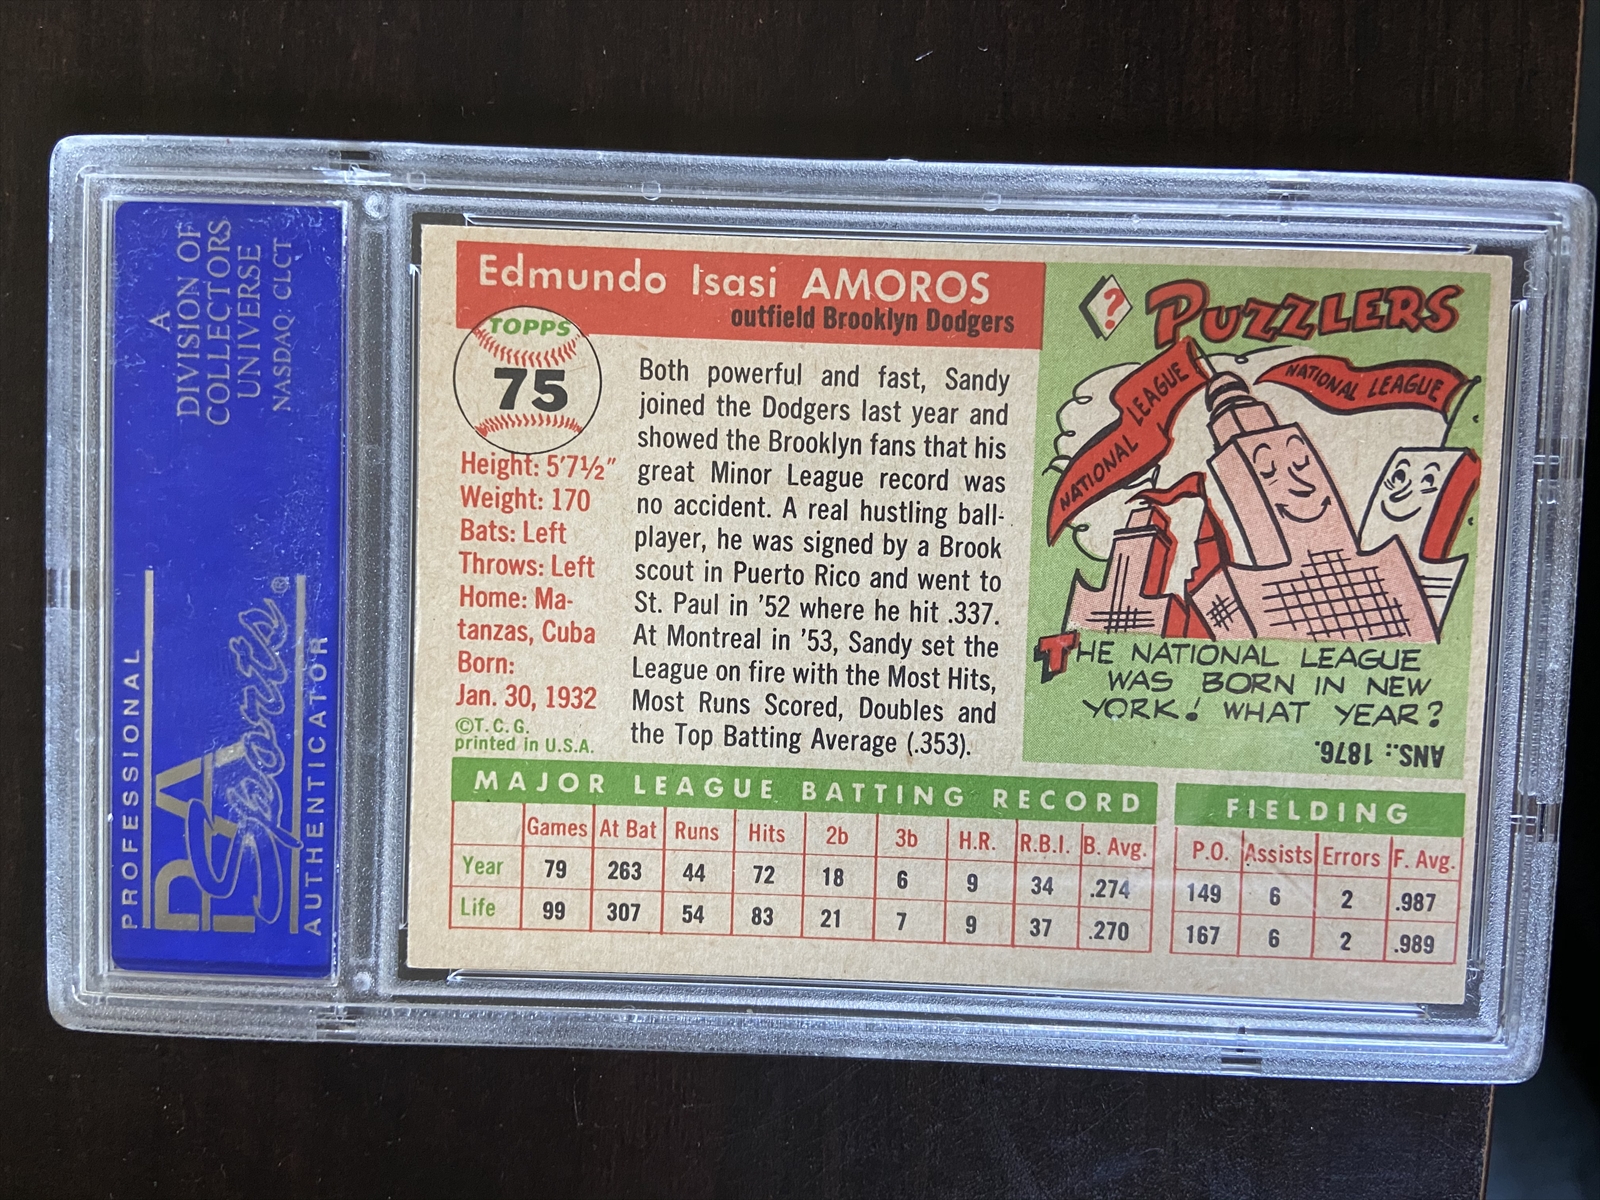 A
DIVISION OF
COLLECTORS
UNIVERSE
NASDAQ: CLCT
PROFESSIONAL
PSA
Sports
AUTHENTICATOR
Edmundo Isasi AMOROS
outfield Brooklyn Dodgers
TOPPS
75
Height: 5'7½"
Weight: 170
Bats: Left
Throws: Left
Home: Ma-
tanzas, Cuba
Born:
Jan. 30, 1932
©T.C.G.
printed in U.S.A.
Both powerful and fast, Sandy
joined the Dodgers last year and
showed the Brooklyn fans that his
great Minor League record was
no accident. A real hustling ball-
player, he was signed by a Brook
scout in Puerto Rico and went to
St. Paul in '52 where he hit .337.
At Montreal in '53, Sandy set the
League on fire with the Most Hits,
Most Runs Scored, Doubles and
the Top Batting Average (.353).
?
PUZZLERS
NATIONAL LEAGUE
NATIONAL LEAGUE
THE NATIONAL LEAGUE
WAS BORN IN NEW
YORK! WHAT YEAR?
ANS.: 1876.
MAJOR LEAGUE BATTING RECORD
Games At Bat Runs Hits 2b 3b H.R. R.B.I. B. Avg.
Year 79 263 44 72 18 6 9 34 .274
Life 99 307 54 83 21 7 9 37 .270
FIELDING
P.O. Assists Errors F. Avg.
149 6 2 .987
167 6 2 .989